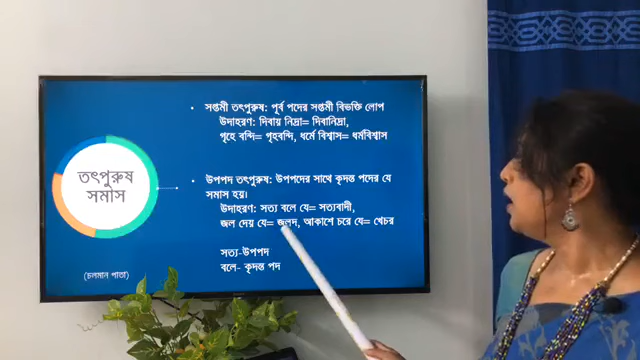 তৎপুরুষ
সমাস
(চলমান পাতা)
• সপ্তমী তৎপুরুষ: পূর্ব পদের সপ্তমী বিভক্তি লোপ
উদাহরণ: দিবায় নিদ্রা= দিবানিদ্রা,
গৃহে বন্দি= গৃহবন্দি, ধর্মে বিশ্বাস= ধর্মবিশ্বাস
• উপপদ তৎপুরুষ: উপপদের সাথে কৃদন্ত পদের যে
সমাস হয়।
উদাহরণ: সত্য বলে যে= সত্যবাদী,
জল দেয় যে= জলদ, আকাশে চরে যে= খেচর
সত্য-উপপদ
বলে- কৃদন্ত পদ